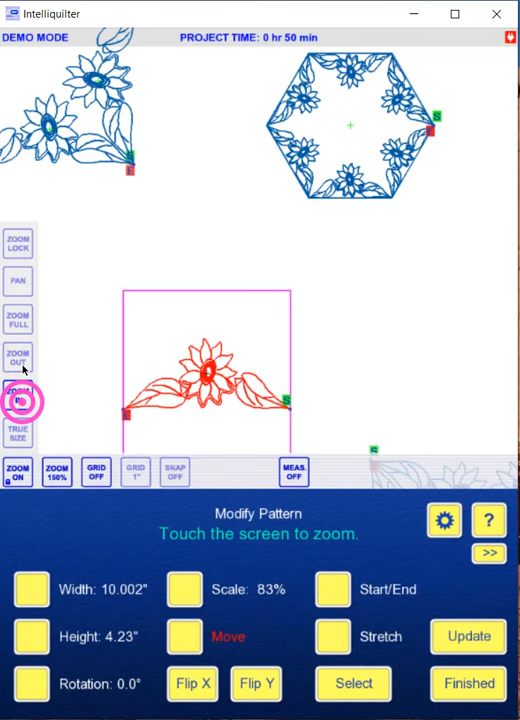 Intelliquilter
DEMO MODE
PROJECT TIME: 0 hr 50 min
S
E
S
E
ZOOM LOCK
PAN
ZOOM FULL
ZOOM OUT
S
E
TRUE SIZE
S
ZOOM ON
ZOOM 150%
GRID OFF
GRID 1"
SNAP OFF
MEAS. OFF
Modify Pattern
Touch the screen to zoom.
?
>>
Width: 10.002"
Scale: 83%
Start/End
Height: 4.23"
Move
Stretch
Update
Rotation: 0.0°
Flip X
Flip Y
Select
Finished